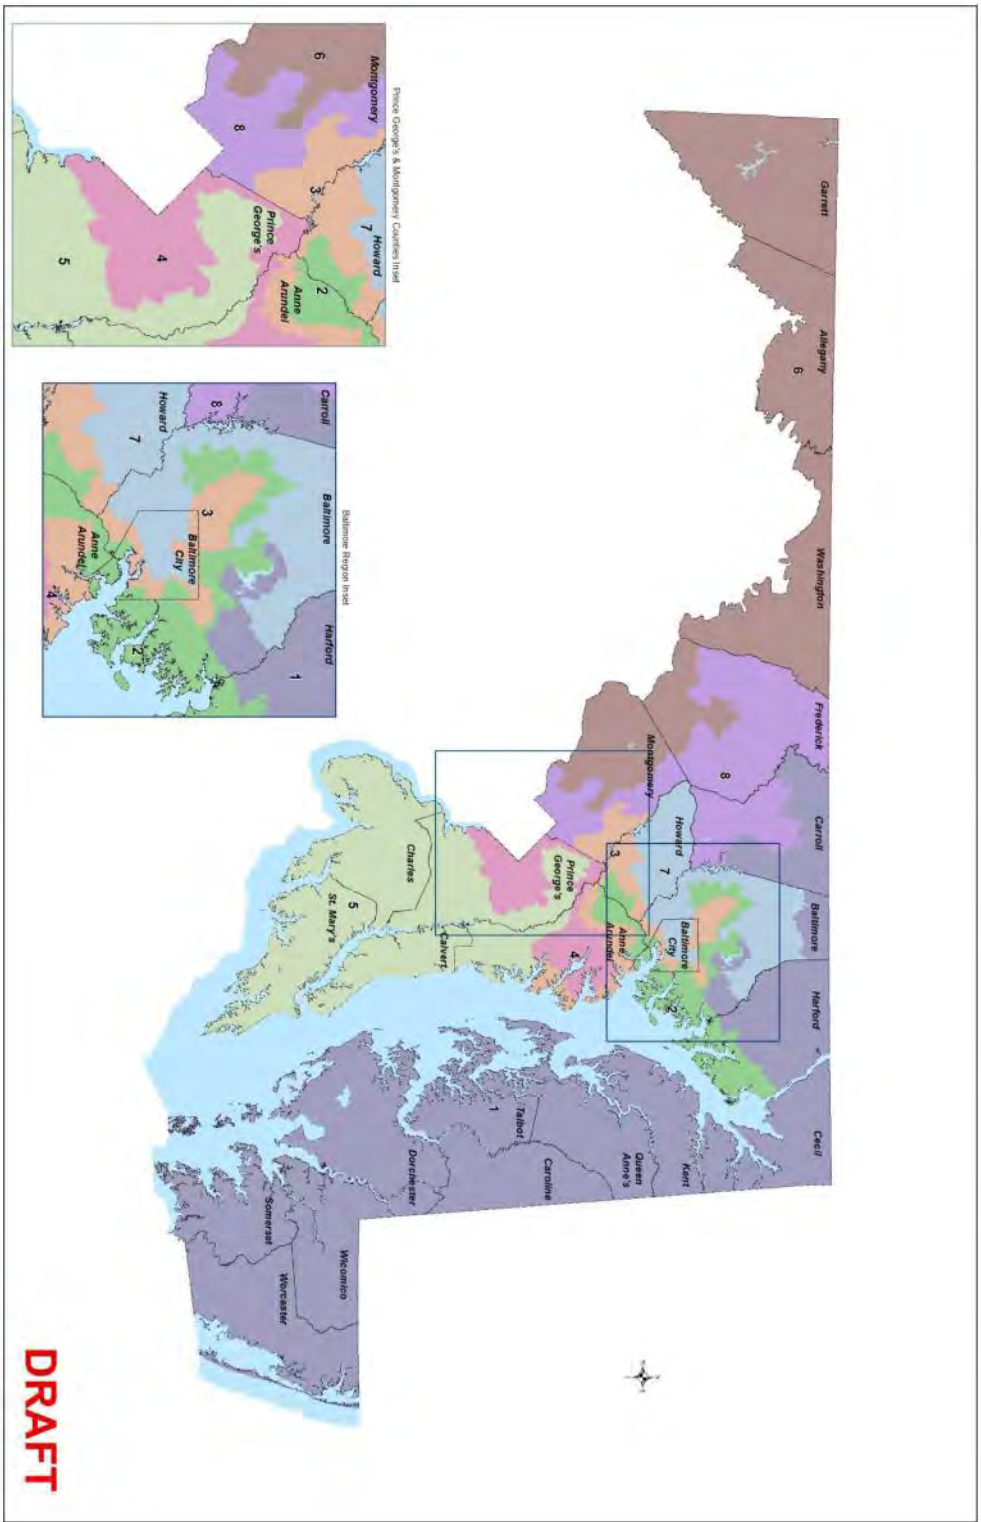 Garrett
Allegany
6
Washington
Frederick
8
Carroll
Baltimore
Harford
Cecil
Montgomery
Howard
7
3
Baltimore
City
2
Prince
George's
Anne
Arundel
4
Kent
Queen
Anne's
Talbot
1
Caroline
Charles
Calvert
St. Mary's
5
Dorchester
Wicomico
Somerset
Worcester
Prince George's & Montgomery Counties Inset
Montgomery
6
8
Howard
7
3
Prince
George's
2
Anne
Arundel
4
5
Baltimore Region Inset
Carroll
8
Baltimore
Harford
1
Howard
7
3
Baltimore
City
Anne
Arundel
2
4
DRAFT